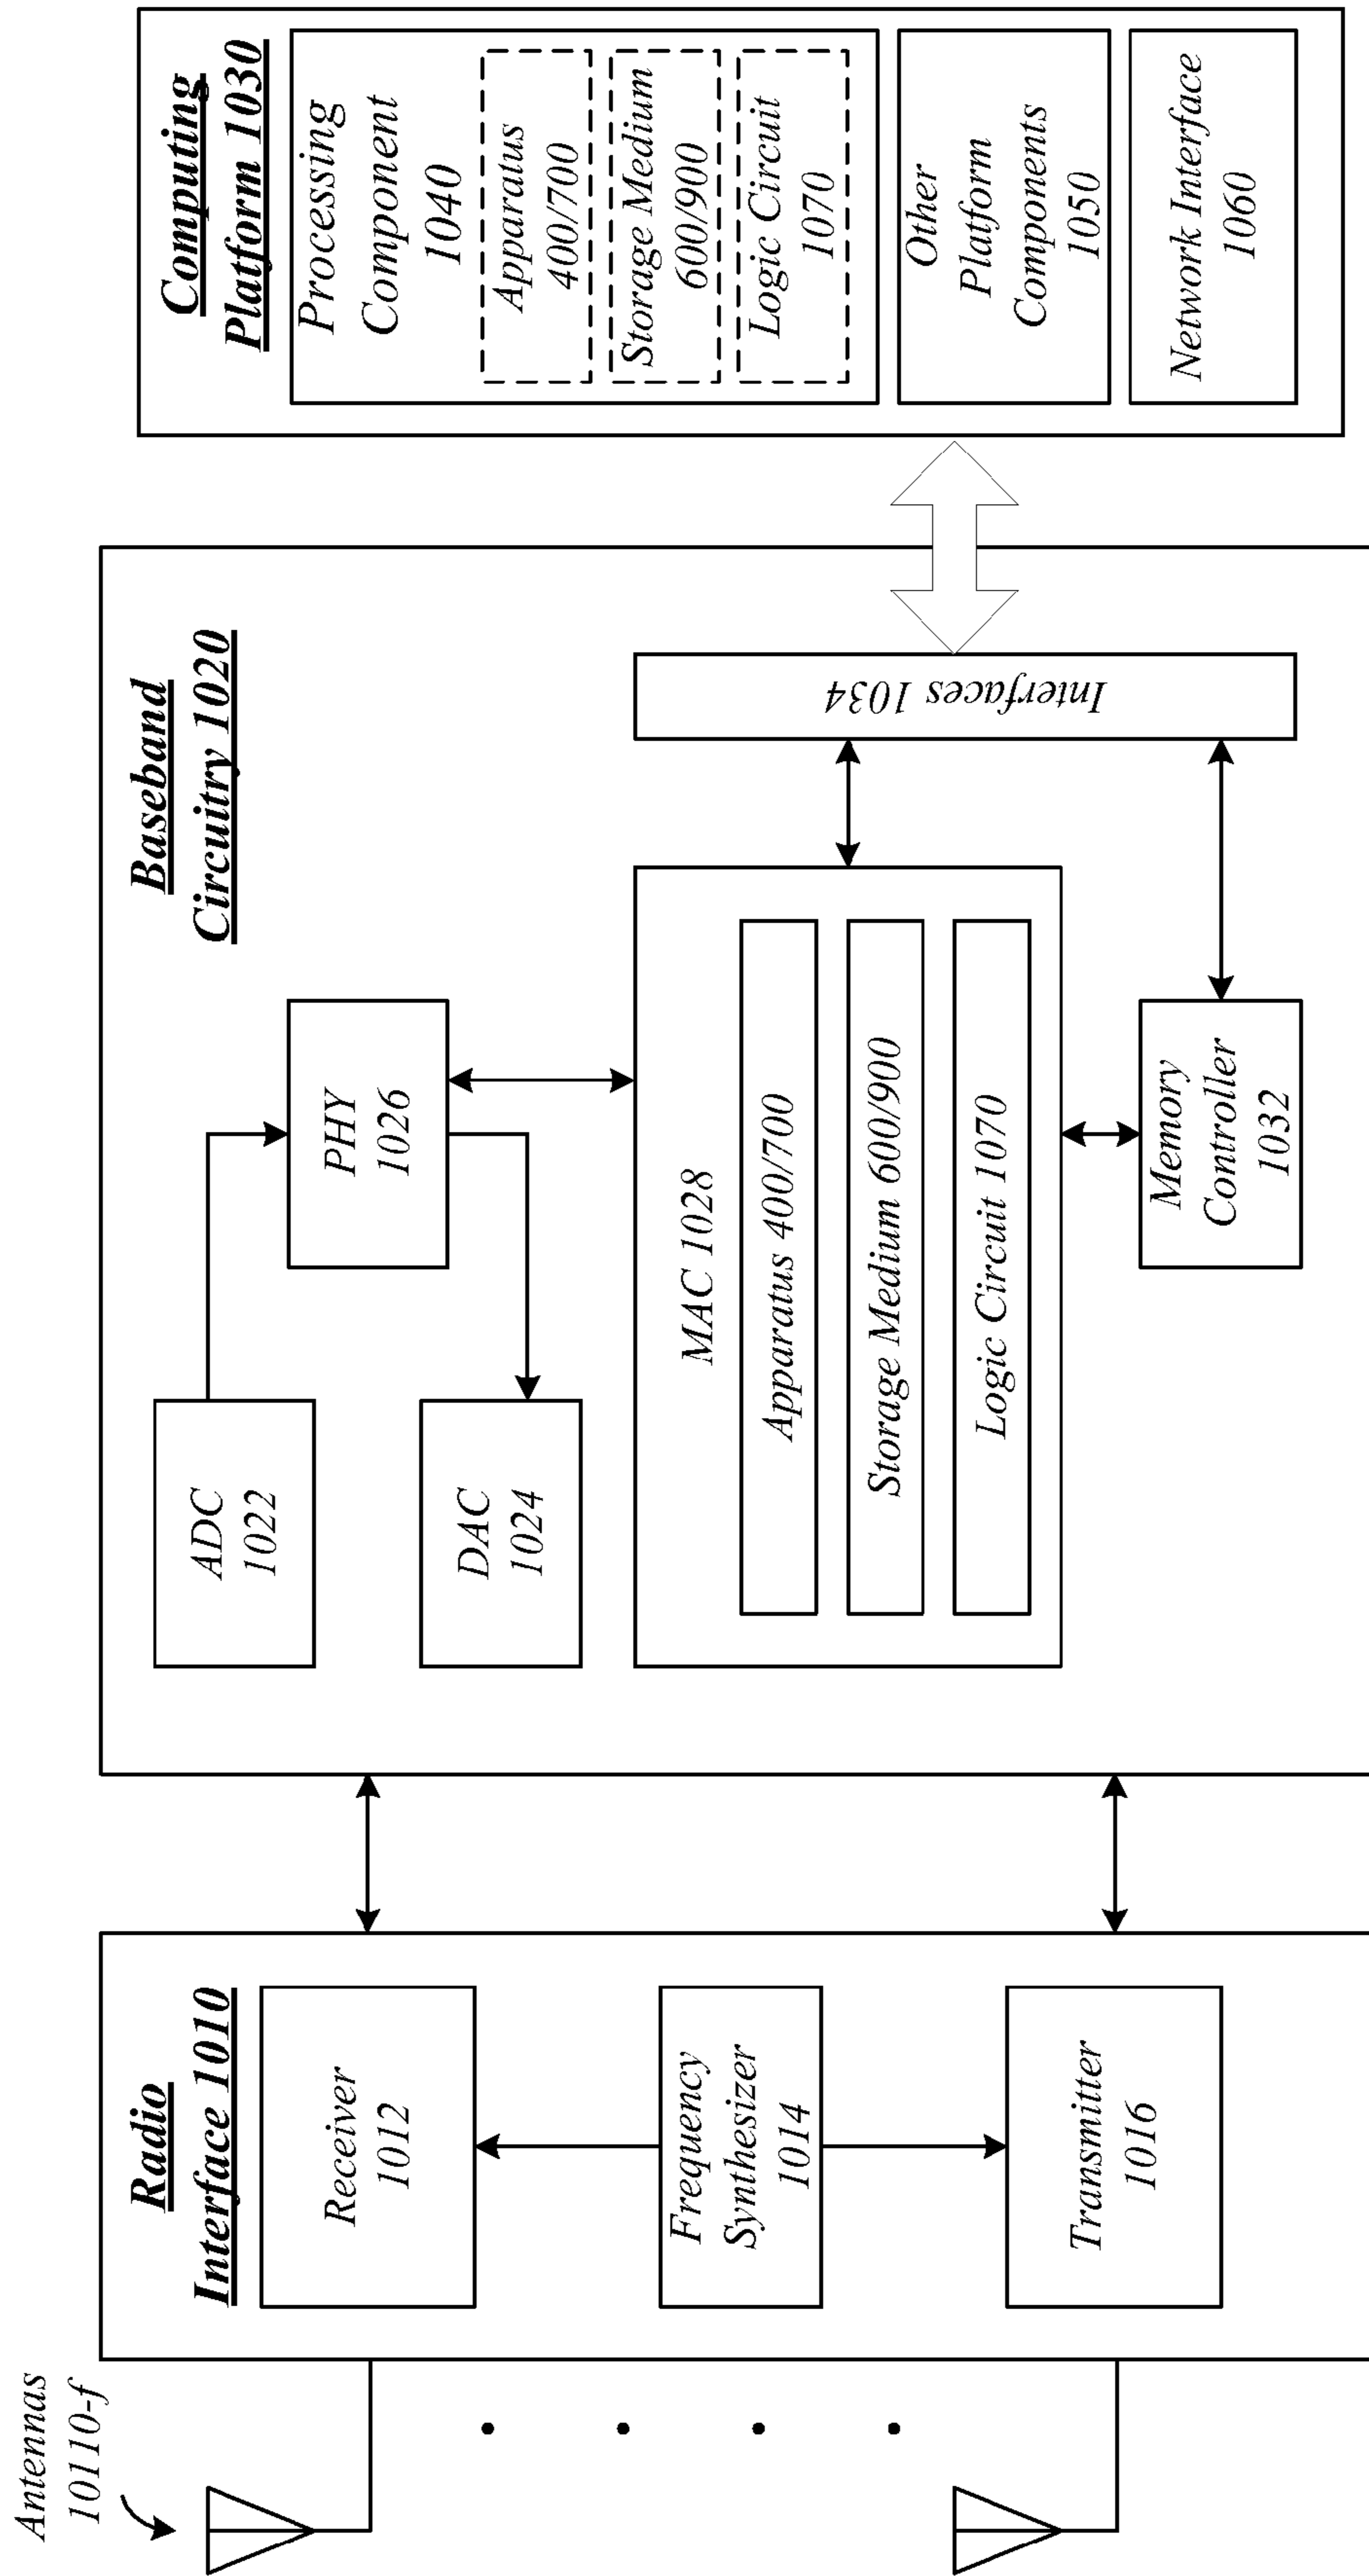 Antennas
10110-f
Radio
Interface 1010
Receiver
1012
Frequency
Synthesizer
1014
Transmitter
1016
Baseband
Circuitry 1020
ADC
1022
DAC
1024
PHY
1026
MAC 1028
Apparatus 400/700
Storage Medium 600/900
Logic Circuit 1070
Memory
Controller
1032
Interfaces 1034
Computing
Platform 1030
Processing
Component
1040
Apparatus
400/700
Storage Medium
600/900
Logic Circuit
1070
Other
Platform
Components
1050
Network Interface
1060